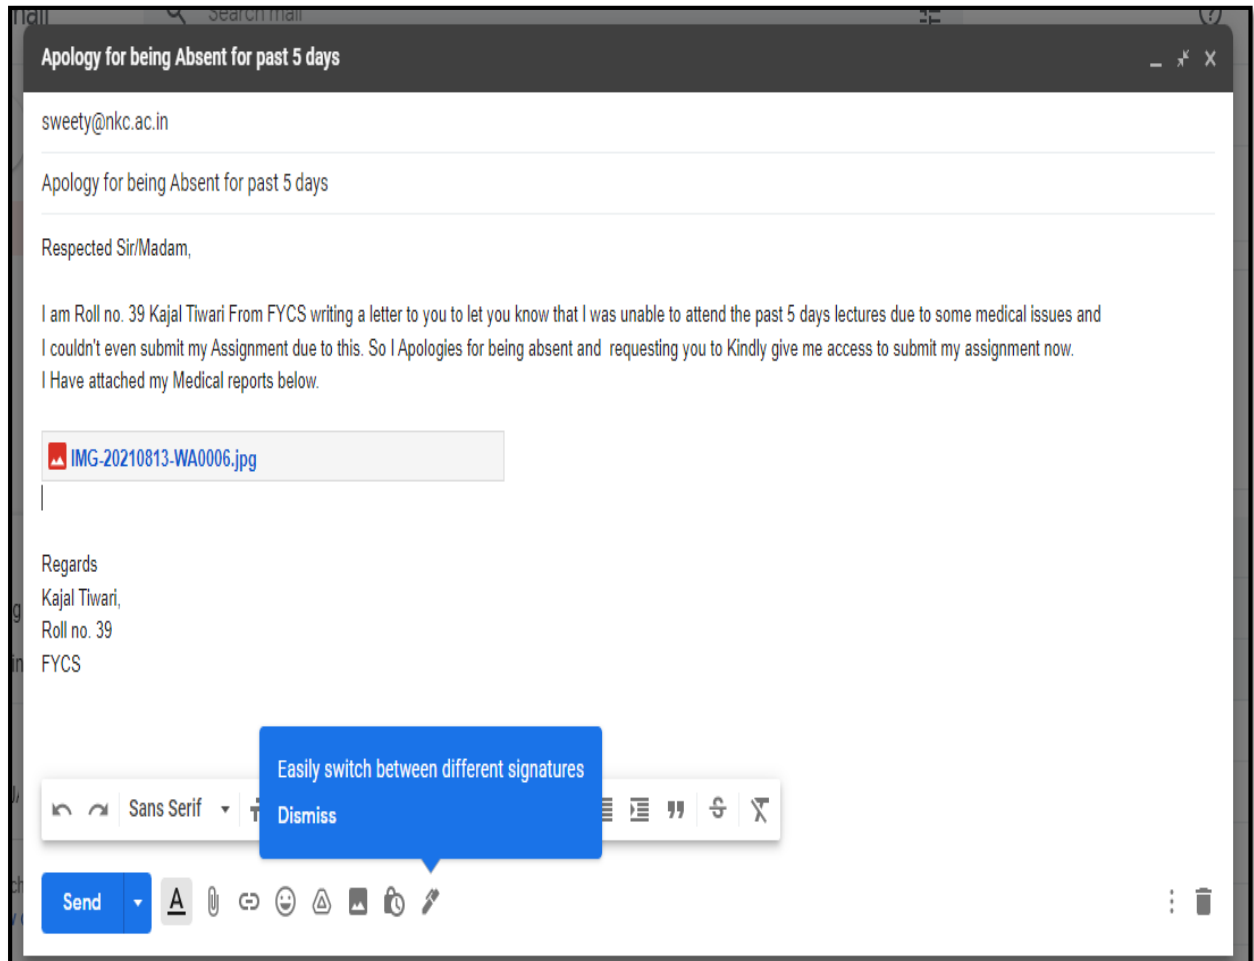 Search mail
Apology for being Absent for past 5 days
sweety@nkc.ac.in
Apology for being Absent for past 5 days
Respected Sir/Madam,
I am Roll no. 39 Kajal Tiwari From FYCS writing a letter to you to let you know that I was unable to attend the past 5 days lectures due to some medical issues and
I couldn't even submit my Assignment due to this. So I Apologies for being absent and  requesting you to Kindly give me access to submit my assignment now.
I Have attached my Medical reports below.
IMG-20210813-WA0006.jpg
Regards
Kajal Tiwari,
Roll no. 39
FYCS
Easily switch between different signatures
Dismiss
Sans Serif
Send